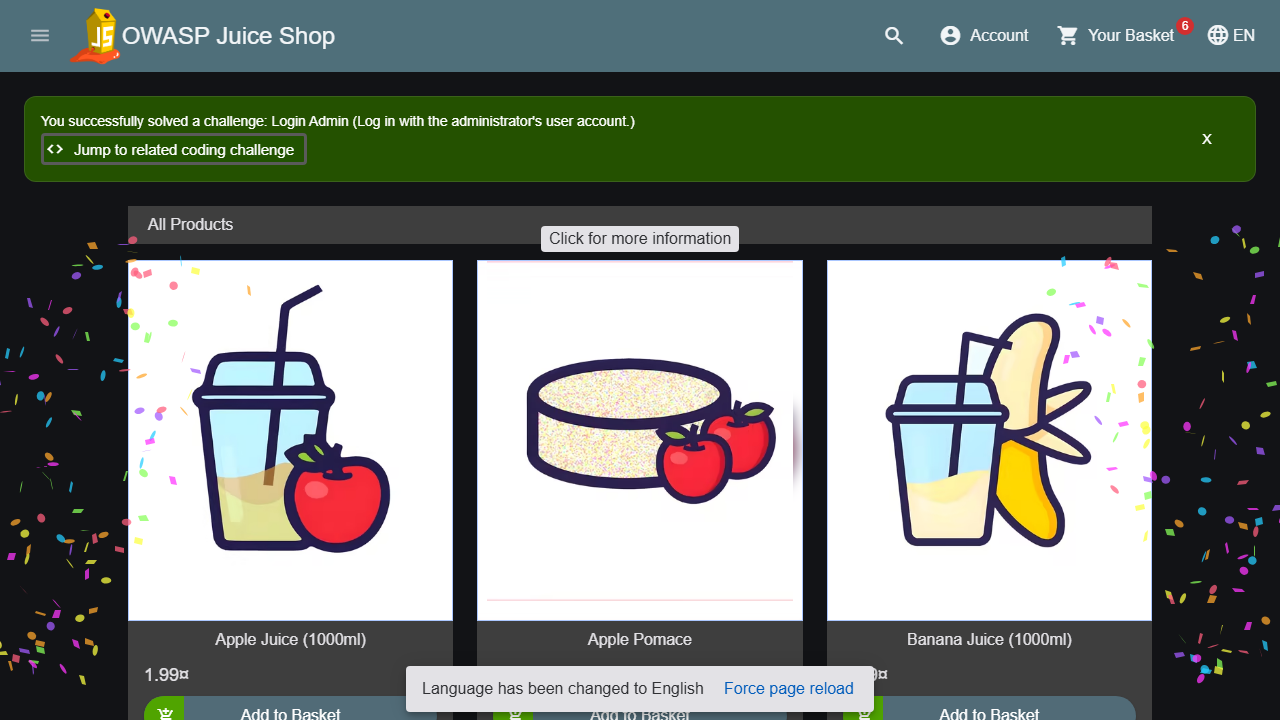 OWASP Juice Shop
Account
Your Basket
6
EN
You successfully solved a challenge: Login Admin (Log in with the administrator's user account.)
<> Jump to related coding challenge
X
All Products
Click for more information
Apple Juice (1000ml)
Apple Pomace
Banana Juice (1000ml)
1.99¤
9¤
Language has been changed to English
Force page reload
Add to Basket
Add to Basket
Add to Basket